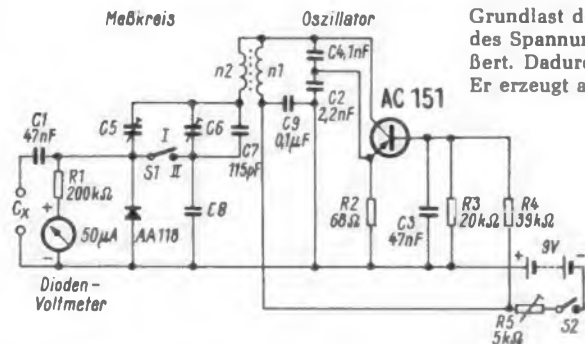 Meßkreis
Oszillator
Grundlast d
des Spannun
ßert. Dadurc
Er erzeugt a
n2
n1
C4,1nF
C2
2,2nF
AC 151
C1
47nF
C5
I
C6
S1
II
C7
115pF
C9
0,1µF
R1
200kΩ
Cx
+
50µA
−
AA118
C8
R2
68Ω
C3
47nF
R3
20kΩ
R4
39kΩ
+
9V
−
Dioden-
Voltmeter
R5
5kΩ
S2